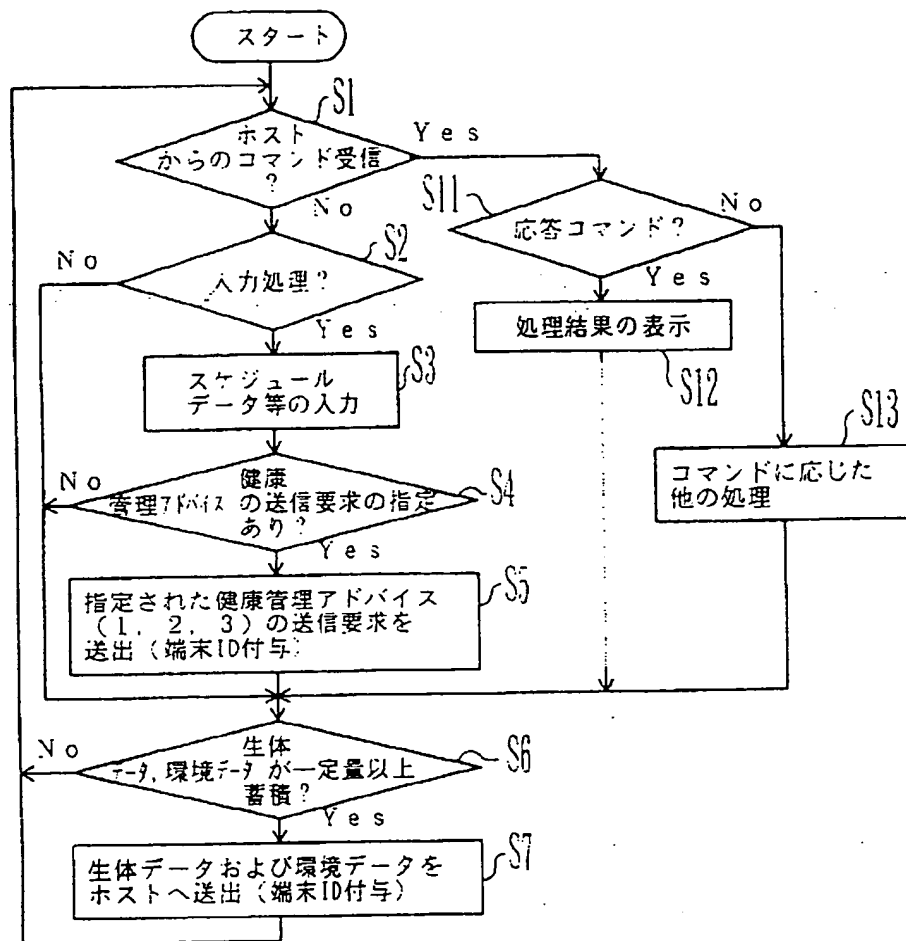 スタート
S1
ホスト
からのコマンド受信
?
Yes
No
S11
応答コマンド?
No
Yes
S2
入力処理?
No
Yes
処理結果の表示
S12
S3
スケジュール
データ等の入力
S13
コマンドに応じた
他の処理
S4
健康
管理アドバイス の送信要求の指定
あり?
No
Yes
S5
指定された健康管理アドバイス
(1, 2, 3)の送信要求を
送出(端末ID付与)
S6
生体
データ,環境データが一定量以上
蓄積?
No
Yes
S7
生体データおよび環境データを
ホストへ送出(端末ID付与)